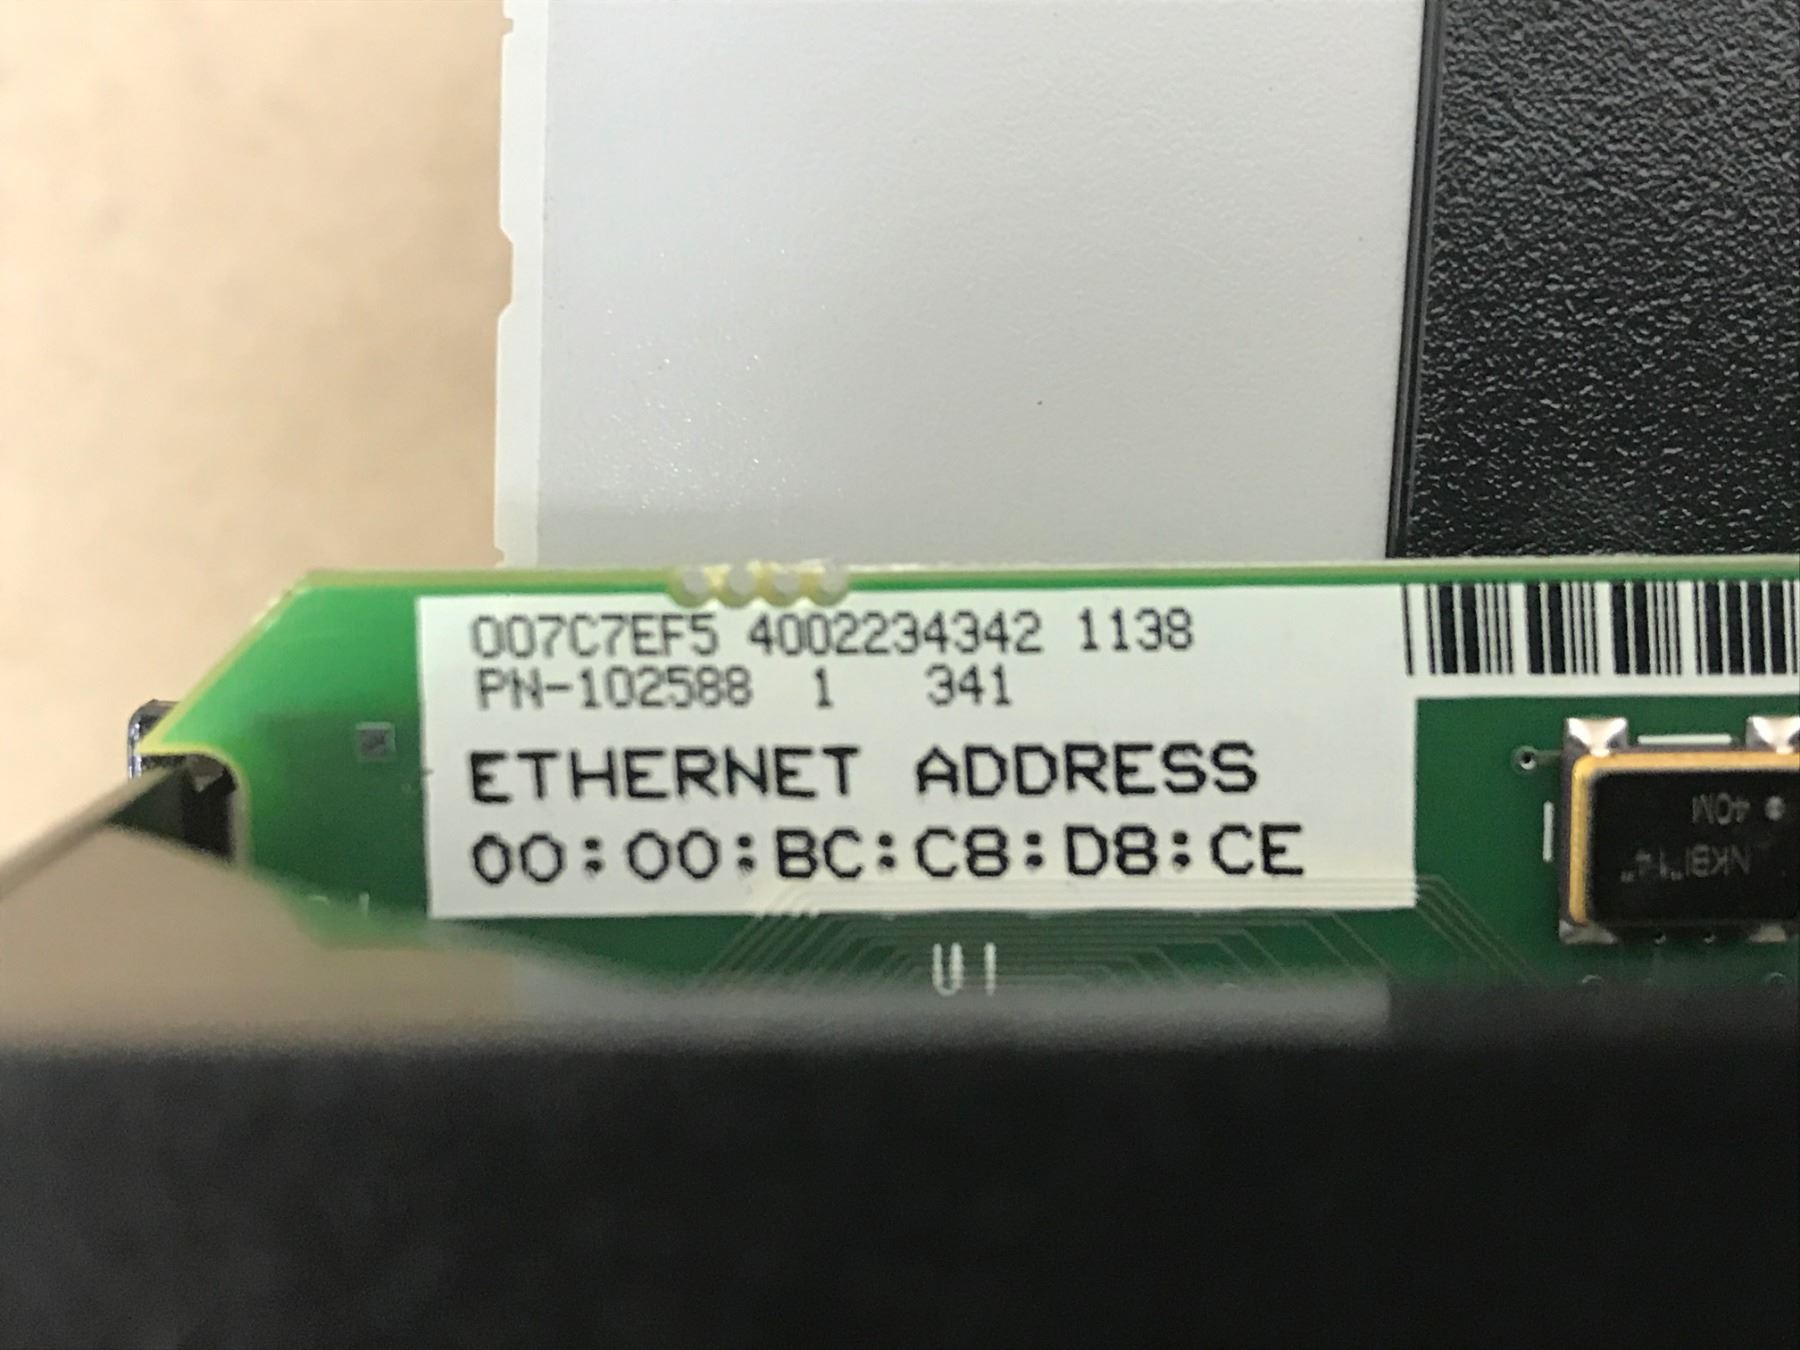 007C7EF5 4002234342 1138
PN-102588 1 341
ETHERNET ADDRESS
00:00:BC:C8:D8:CE
40M
U1